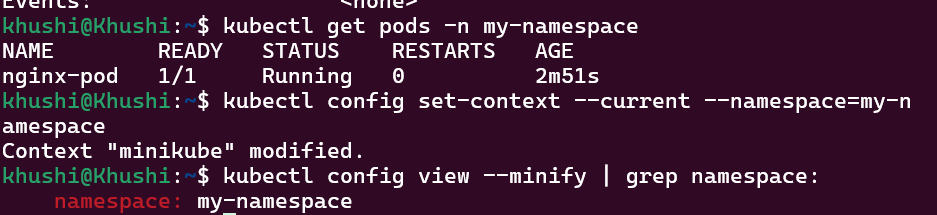 Events:                    <none>
khushi@Khushi:~$ kubectl get pods -n my-namespace
NAME        READY   STATUS    RESTARTS   AGE
nginx-pod   1/1     Running   0          2m51s
khushi@Khushi:~$ kubectl config set-context --current --namespace=my-n
amespace
Context "minikube" modified.
khushi@Khushi:~$ kubectl config view --minify | grep namespace:
    namespace: my-namespace